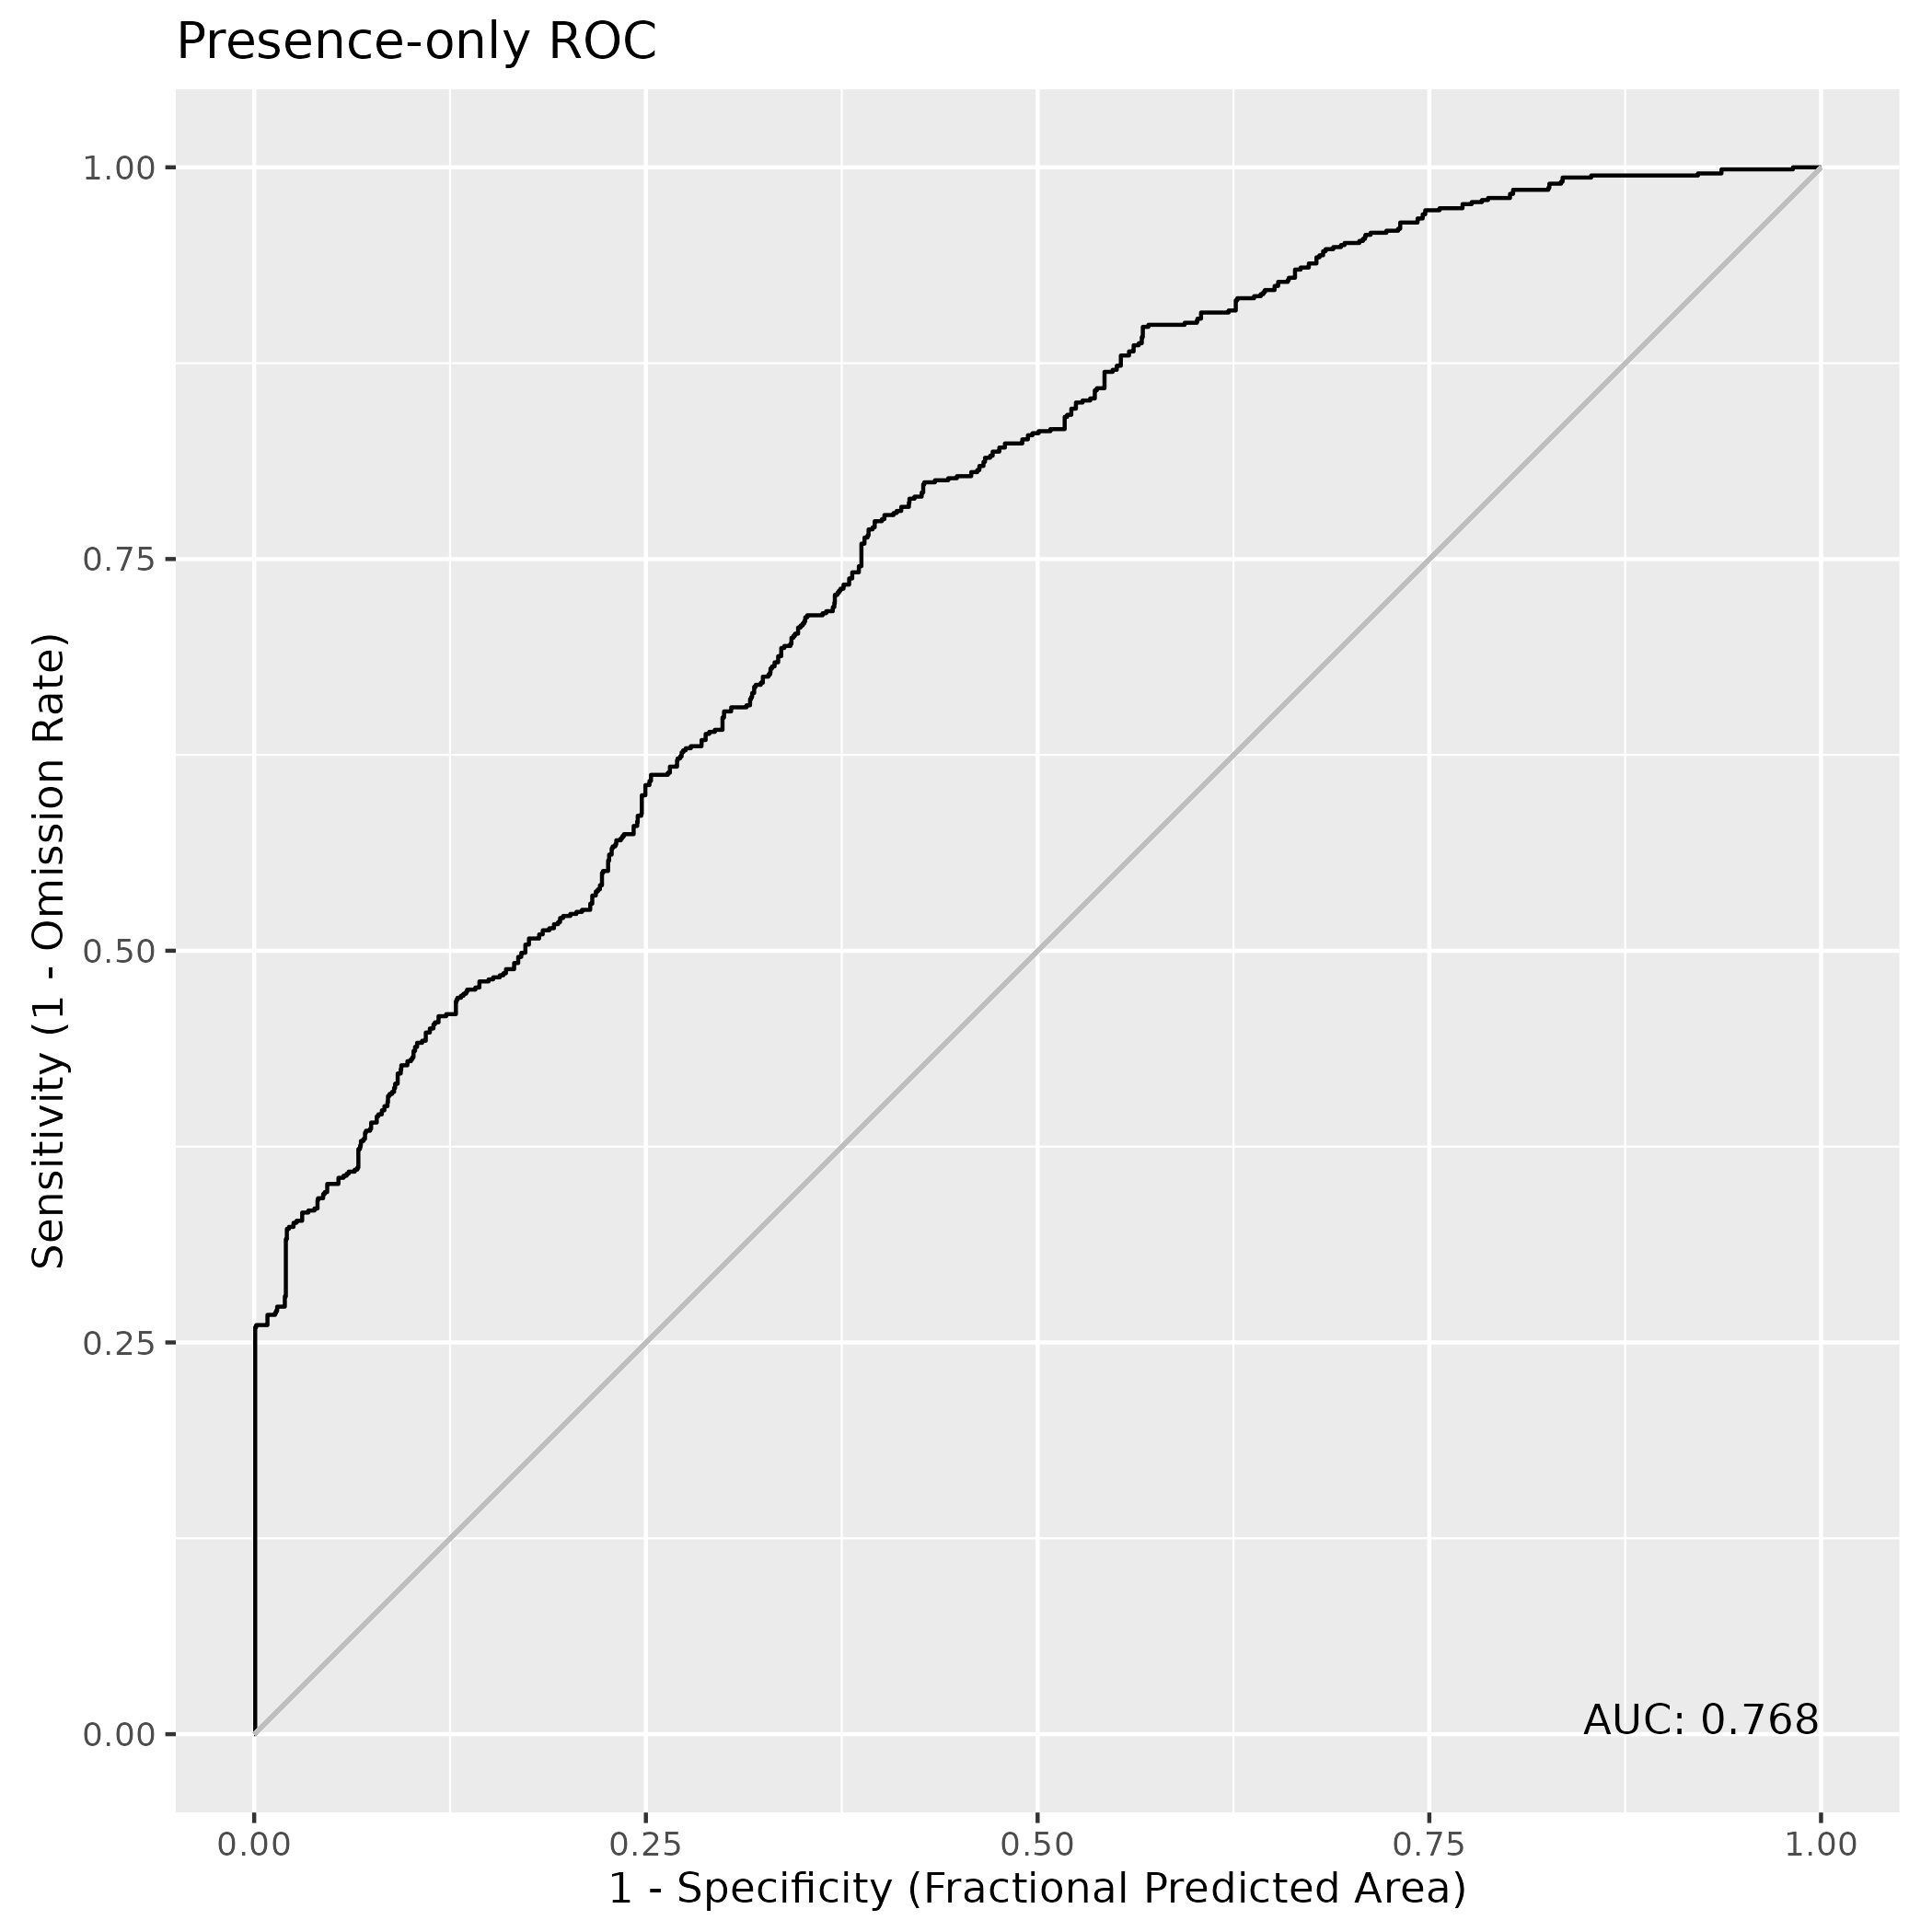 Presence-only ROC
Sensitivity (1 - Omission Rate)
1.00
0.75
0.50
0.25
0.00
AUC: 0.768
0.00 0.25 0.50 0.75 1.00
1 - Specificity (Fractional Predicted Area)